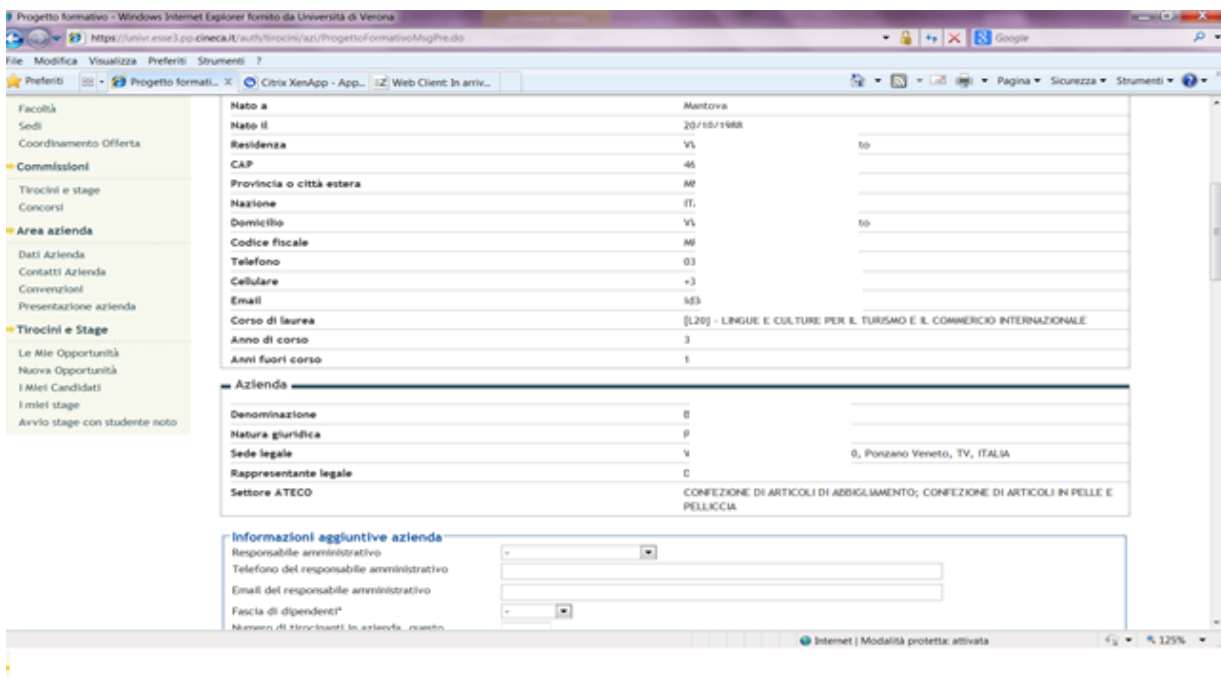 Progetto formativo - Windows Internet Explorer fornito da Università di Verona
https://univr.esse3.pp.cineca.it/auth/tirocini/azi/ProgettoFormativoMsgPre.do
Google
File Modifica Visualizza Preferiti Strumenti ?
Preferiti Progetto formati... X Citrix XenApp - App... Web Client: In arriv... Pagina Sicurezza Strumenti
Facoltà
Sedi
Coordinamento Offerta
Commissioni
Tirocini e stage
Concorsi
Area azienda
Dati Azienda
Contatti Azienda
Convenzioni
Presentazione azienda
Tirocini e Stage
Le Mie Opportunità
Nuova Opportunità
I Miei Candidati
I miei stage
Avvio stage con studente noto
Nato a Mantova
Nato il 20/10/1988
Residenza to
CAP 46
Provincia o città estera
Nazione
Domicilio to
Codice fiscale
Telefono 03
Cellulare +3
Email
Corso di laurea [L20] - LINGUE E CULTURE PER IL TURISMO E IL COMMERCIO INTERNAZIONALE
Anno di corso 3
Anni fuori corso 1
Azienda
Denominazione
Natura giuridica
Sede legale 0, Ponzano Veneto, TV, ITALIA
Rappresentante legale
Settore ATECO CONFEZIONE DI ARTICOLI DI ABBIGLIAMENTO; CONFEZIONE DI ARTICOLI IN PELLE E
PELLICCIA
Informazioni aggiuntive azienda
Responsabile amministrativo -
Telefono del responsabile amministrativo
Email del responsabile amministrativo
Fascia di dipendenti* -
Numero di tirocinanti in azienda, questo
Internet | Modalità protetta: attivata 125%